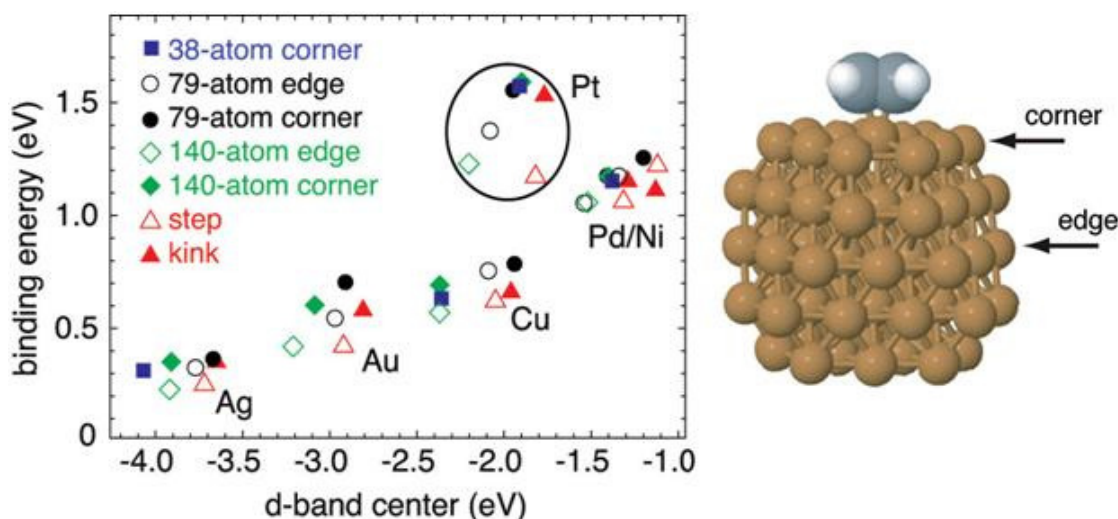 binding energy (eV)
1.5
1.0
0.5
0
38-atom corner
79-atom edge
79-atom corner
140-atom edge
140-atom corner
step
kink
Pt
Pd/Ni
Cu
Au
Ag
-4.0 -3.5 -3.0 -2.5 -2.0 -1.5 -1.0
d-band center (eV)
corner
edge